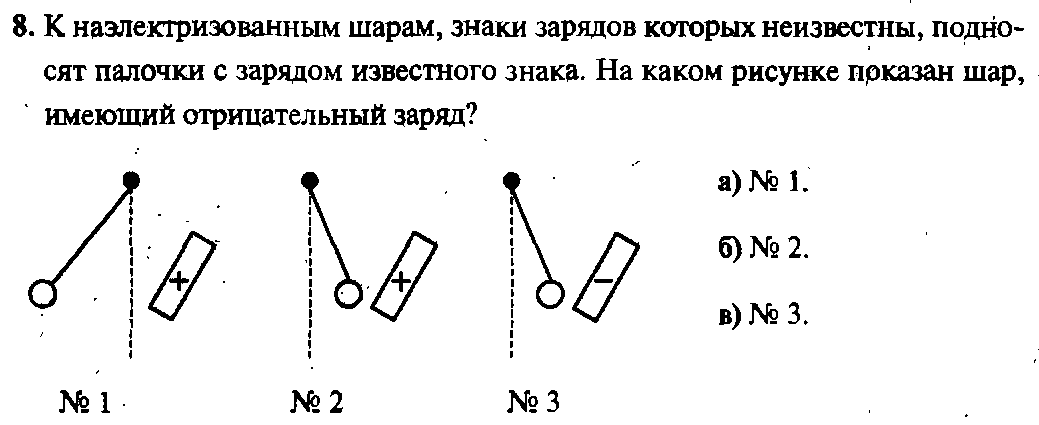 8. К наэлектризованным шарам, знаки зарядов которых неизвестны, подно-
сят палочки с зарядом известного знака. На каком рисунке показан шар,
имеющий отрицательный заряд?
+
+
−
а) № 1.
б) № 2.
в) № 3.
№ 1
№ 2
№ 3